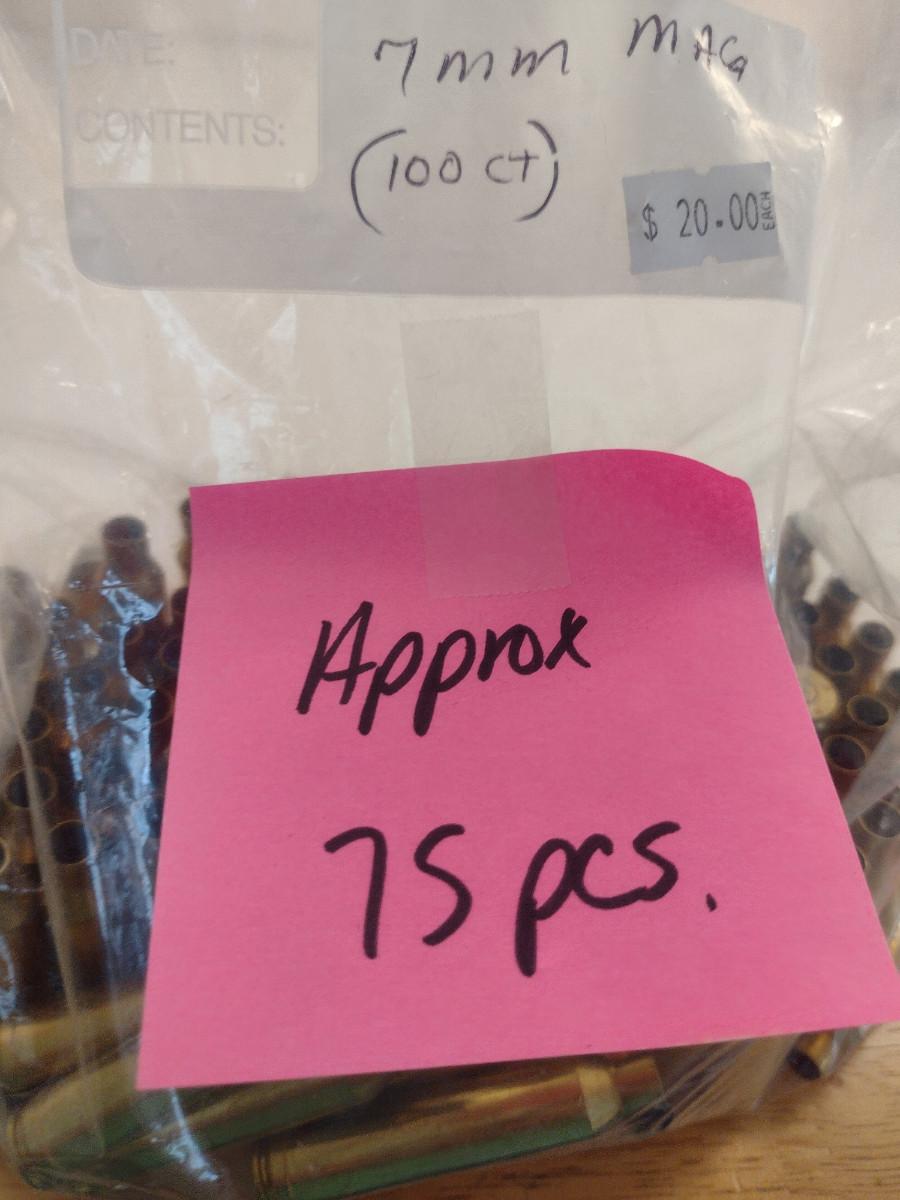 DATE:
7mm MAG
CONTENTS:
(100 ct)
$ 20.00 EACH
Approx
75 pcs.